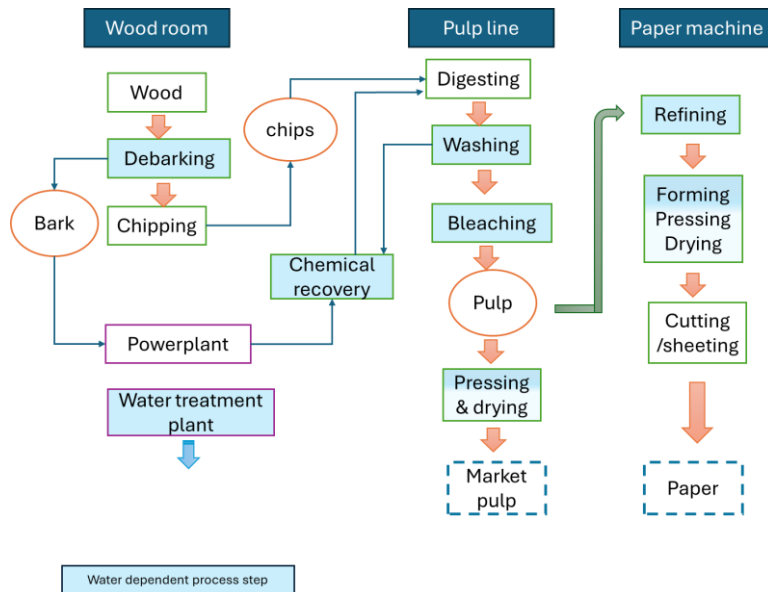 Wood room
Wood
Debarking
Bark
Chipping
chips
Powerplant
Water treatment
plant
Chemical
recovery
Pulp line
Digesting
Washing
Bleaching
Pulp
Pressing
& drying
Market
pulp
Paper machine
Refining
Forming
Pressing
Drying
Cutting
/sheeting
Paper
Water dependent process step